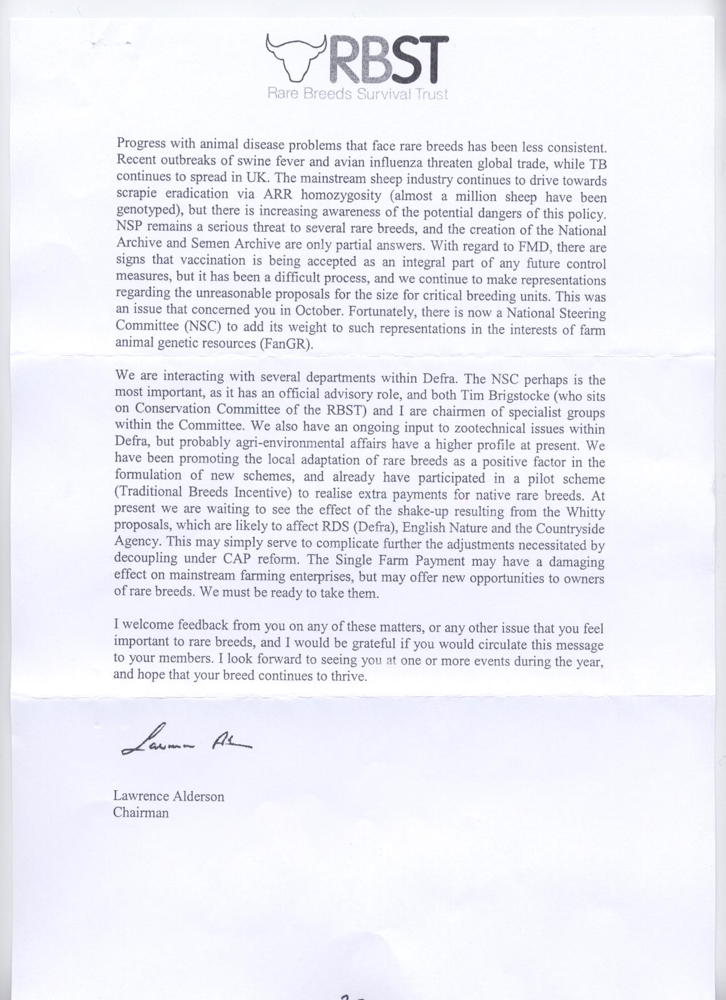 RBST
Rare Breeds Survival Trust
Progress with animal disease problems that face rare breeds has been less consistent.
Recent outbreaks of swine fever and avian influenza threaten global trade, while TB
continues to spread in UK. The mainstream sheep industry continues to drive towards
scrapie eradication via ARR homozygosity (almost a million sheep have been
genotyped), but there is increasing awareness of the potential dangers of this policy.
NSP remains a serious threat to several rare breeds, and the creation of the National
Archive and Semen Archive are only partial answers. With regard to FMD, there are
signs that vaccination is being accepted as an integral part of any future control
measures, but it has been a difficult process, and we continue to make representations
regarding the unreasonable proposals for the size for critical breeding units. This was
an issue that concerned you in October. Fortunately, there is now a National Steering
Committee (NSC) to add its weight to such representations in the interests of farm
animal genetic resources (FanGR).
We are interacting with several departments within Defra. The NSC perhaps is the
most important, as it has an official advisory role, and both Tim Brigstocke (who sits
on Conservation Committee of the RBST) and I are chairmen of specialist groups
within the Committee. We also have an ongoing input to zootechnical issues within
Defra, but probably agri-environmental affairs have a higher profile at present. We
have been promoting the local adaptation of rare breeds as a positive factor in the
formulation of new schemes, and already have participated in a pilot scheme
(Traditional Breeds Incentive) to realise extra payments for native rare breeds. At
present we are waiting to see the effect of the shake-up resulting from the Whitty
proposals, which are likely to affect RDS (Defra), English Nature and the Countryside
Agency. This may simply serve to complicate further the adjustments necessitated by
decoupling under CAP reform. The Single Farm Payment may have a damaging
effect on mainstream farming enterprises, but may offer new opportunities to owners
of rare breeds. We must be ready to take them.
I welcome feedback from you on any of these matters, or any other issue that you feel
important to rare breeds, and I would be grateful if you would circulate this message
to your members. I look forward to seeing you at one or more events during the year,
and hope that your breed continues to thrive.
Lawrence Alderson
Chairman